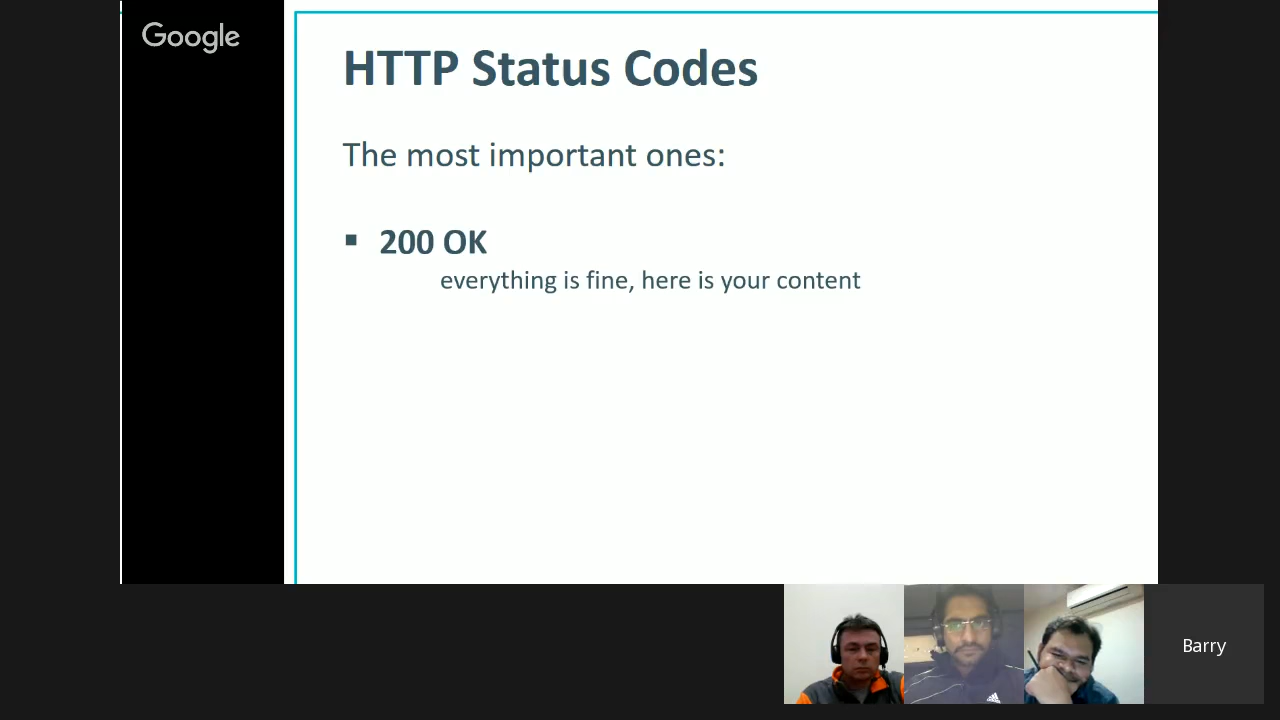 Google
HTTP Status Codes
The most important ones:
200 OK
everything is fine, here is your content
Barry